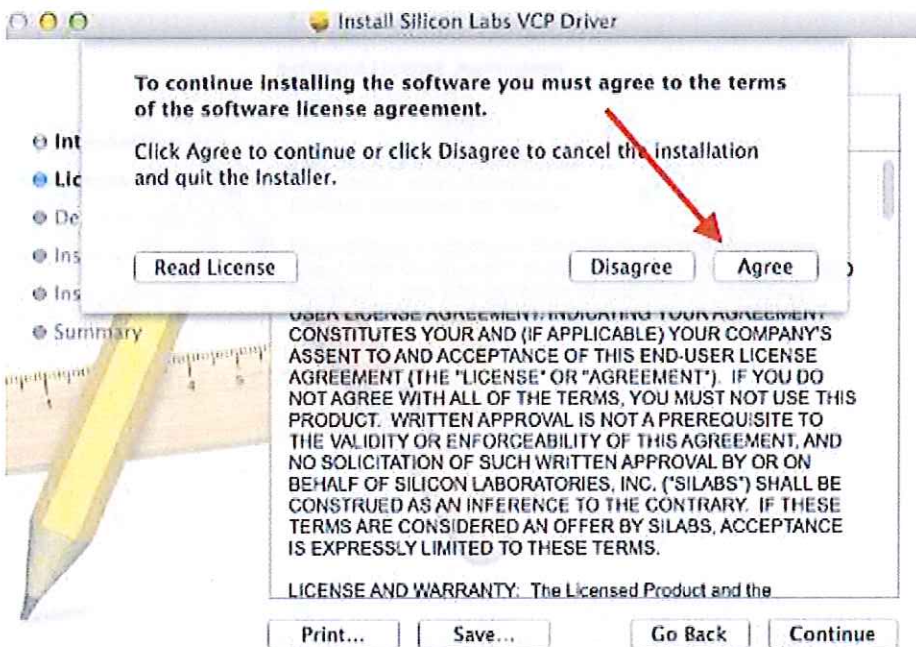 Install Silicon Labs VCP Driver
To continue installing the software you must agree to the terms
of the software license agreement.
Click Agree to continue or click Disagree to cancel the installation
and quit the Installer.
Read License
Disagree
Agree
Int
Lic
De
Ins
Ins
Summary
USER LICENSE AGREEMENT. INDICATING YOUR AGREEMENT
CONSTITUTES YOUR AND (IF APPLICABLE) YOUR COMPANY'S
ASSENT TO AND ACCEPTANCE OF THIS END-USER LICENSE
AGREEMENT (THE "LICENSE" OR "AGREEMENT"). IF YOU DO
NOT AGREE WITH ALL OF THE TERMS, YOU MUST NOT USE THIS
PRODUCT. WRITTEN APPROVAL IS NOT A PREREQUISITE TO
THE VALIDITY OR ENFORCEABILITY OF THIS AGREEMENT, AND
NO SOLICITATION OF SUCH WRITTEN APPROVAL BY OR ON
BEHALF OF SILICON LABORATORIES, INC. ("SILABS") SHALL BE
CONSTRUED AS AN INFERENCE TO THE CONTRARY. IF THESE
TERMS ARE CONSIDERED AN OFFER BY SILABS, ACCEPTANCE
IS EXPRESSLY LIMITED TO THESE TERMS.
LICENSE AND WARRANTY: The Licensed Product and the
Print...
Save...
Go Back
Continue